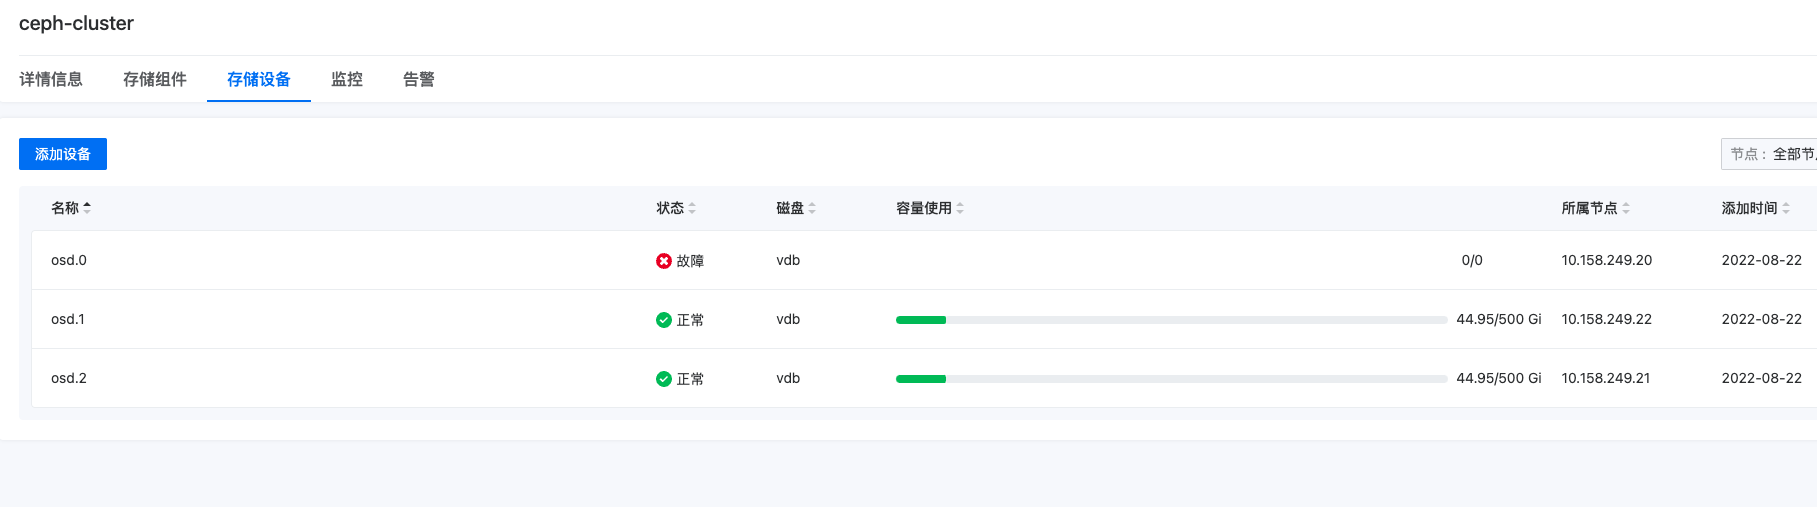 ceph-cluster
详情信息 存储组件 存储设备 监控 告警
添加设备 节点 : 全部节
名称 状态 磁盘 容量使用 所属节点 添加时间
osd.0 故障 vdb 0/0 10.158.249.20 2022-08-22
osd.1 正常 vdb 44.95/500 Gi 10.158.249.22 2022-08-22
osd.2 正常 vdb 44.95/500 Gi 10.158.249.21 2022-08-22